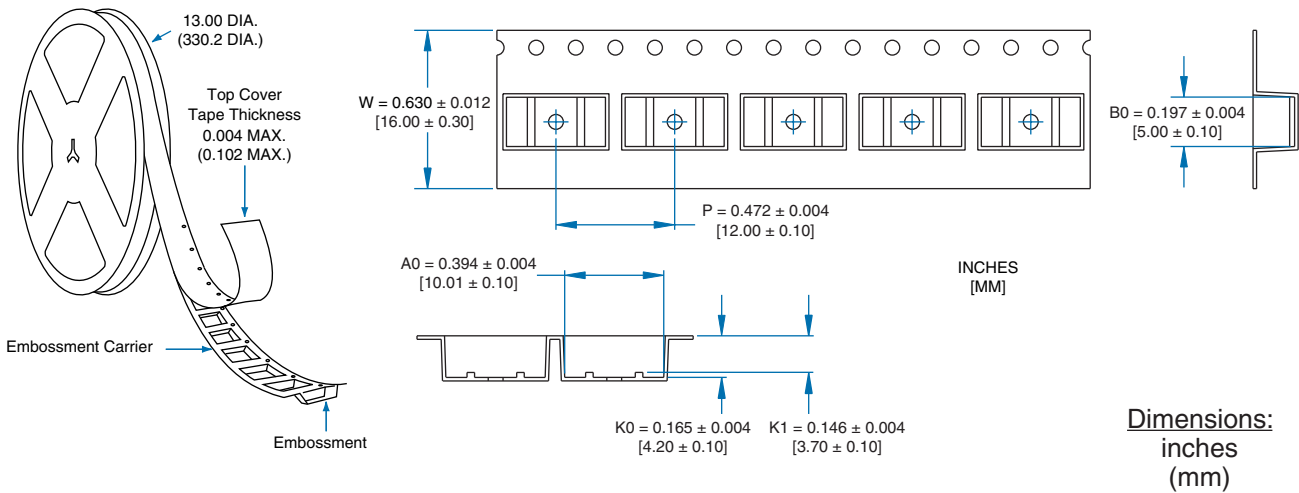 13.00 DIA.
(330.2 DIA.)
Top Cover
Tape Thickness
0.004 MAX.
(0.102 MAX.)
Embossment Carrier
Embossment
W = 0.630 ± 0.012
[16.00 ± 0.30]
B0 = 0.197 ± 0.004
[5.00 ± 0.10]
P = 0.472 ± 0.004
[12.00 ± 0.10]
A0 = 0.394 ± 0.004
[10.01 ± 0.10]
INCHES
[MM]
K0 = 0.165 ± 0.004
[4.20 ± 0.10]
K1 = 0.146 ± 0.004
[3.70 ± 0.10]
Dimensions:
inches
(mm)